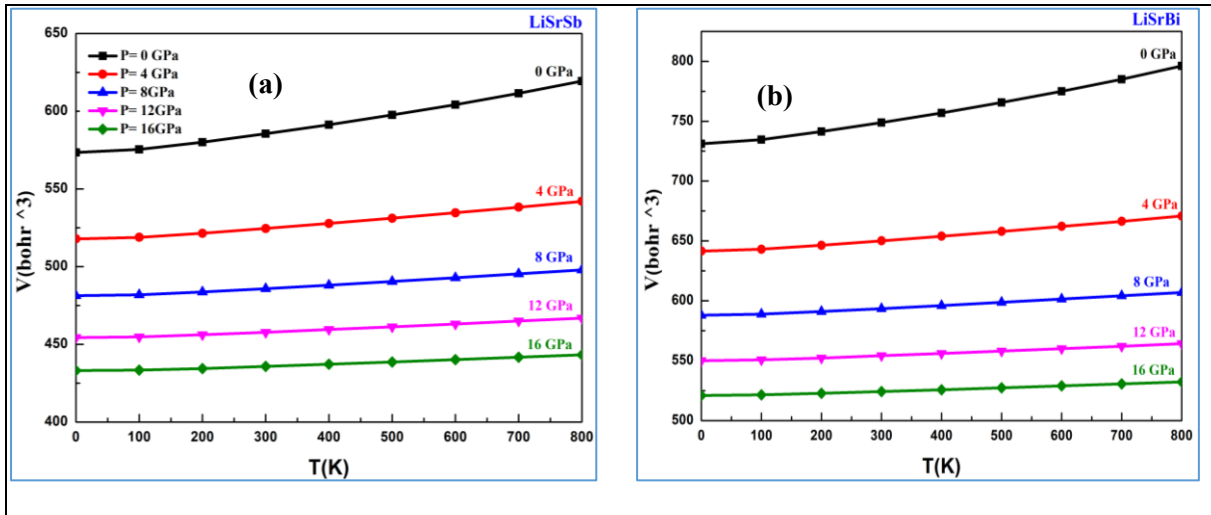 LiSrSb
650
600
550
500
450
400
V(bohr ^3)
P= 0 GPa
P= 4 GPa
P= 8GPa
P= 12GPa
P= 16GPa
(a)
0 GPa
4 GPa
8 GPa
12 GPa
16 GPa
0 100 200 300 400 500 600 700 800
T(K)
LiSrBi
800
750
700
650
600
550
500
V(bohr ^3)
(b)
0 GPa
4 GPa
8 GPa
12 GPa
16 GPa
0 100 200 300 400 500 600 700 800
T(K)